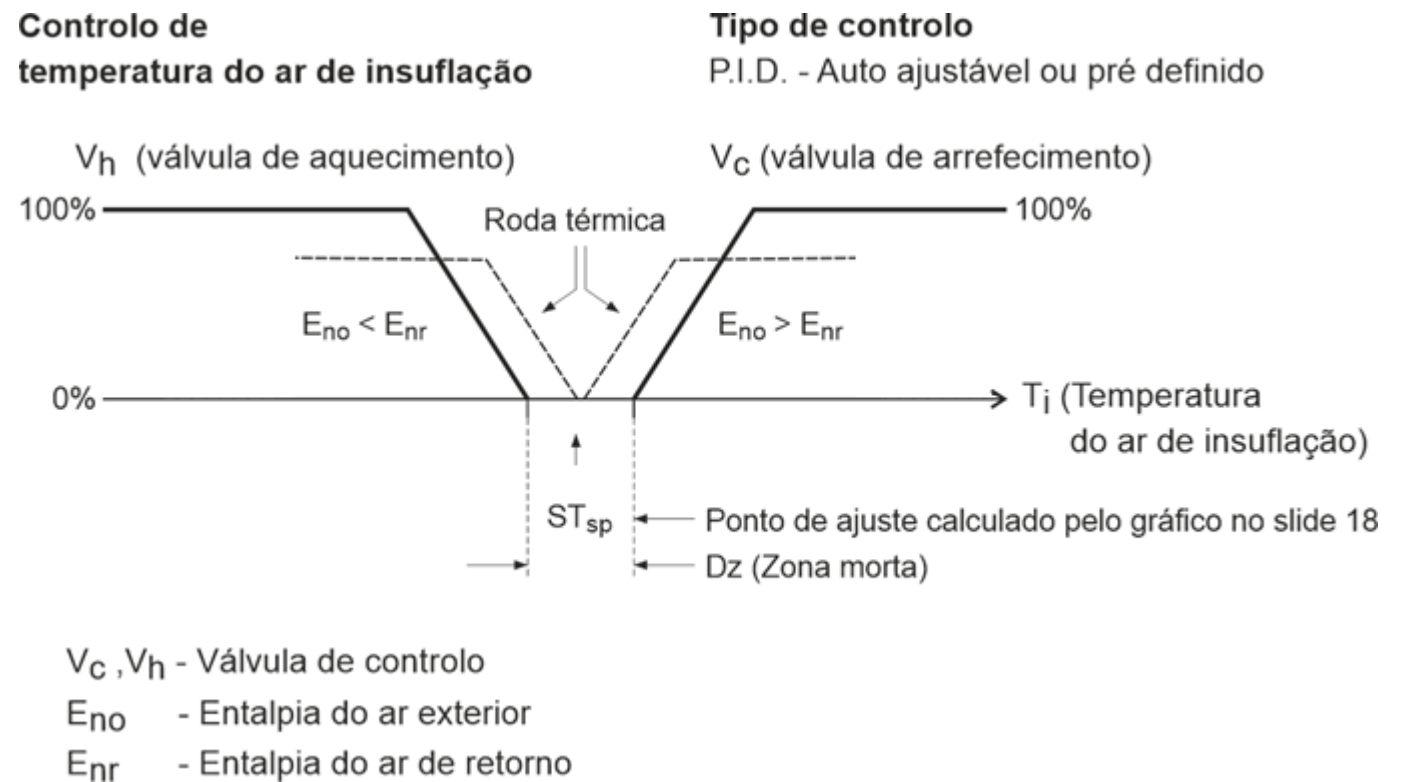 Controlo de
temperatura do ar de insuflação
Tipo de controlo
P.I.D. - Auto ajustável ou pré definido
Vh (válvula de aquecimento)
Vc (válvula de arrefecimento)
100%
Roda térmica
100%
Eno < Enr
Eno > Enr
0%
Ti (Temperatura
do ar de insuflação)
STsp
Ponto de ajuste calculado pelo gráfico no slide 18
Dz (Zona morta)
Vc ,Vh - Válvula de controlo
Eno - Entalpia do ar exterior
Enr - Entalpia do ar de retorno